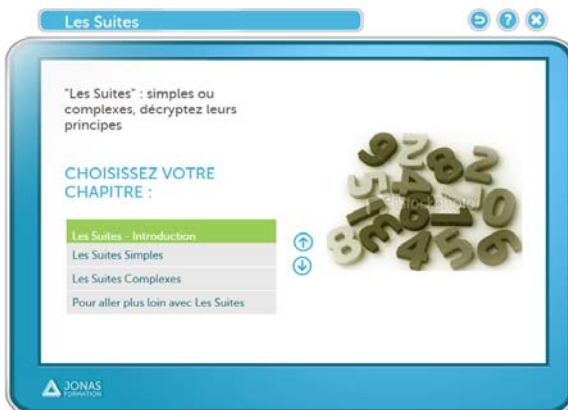 Les Suites
"Les Suites" : simples ou
complexes, décryptez leurs
principes
CHOISISSEZ VOTRE
CHAPITRE :
Les Suites - Introduction
Les Suites Simples
Les Suites Complexes
Pour aller plus loin avec Les Suites
JONAS
FORMATION